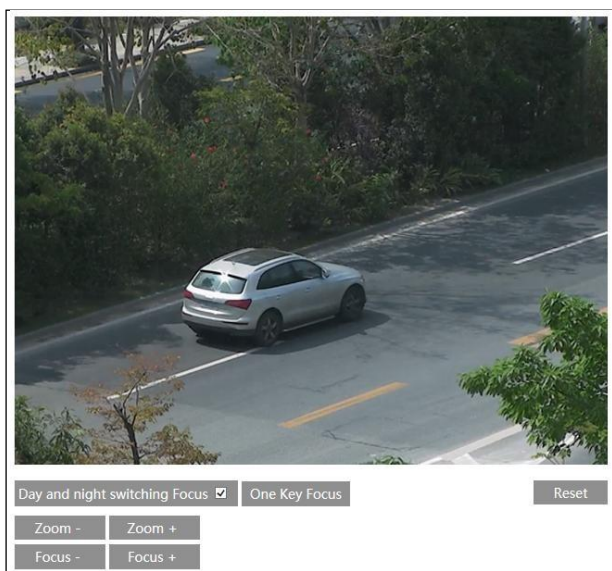 Day and night switching Focus One Key Focus Reset
Zoom - Zoom +
Focus - Focus +